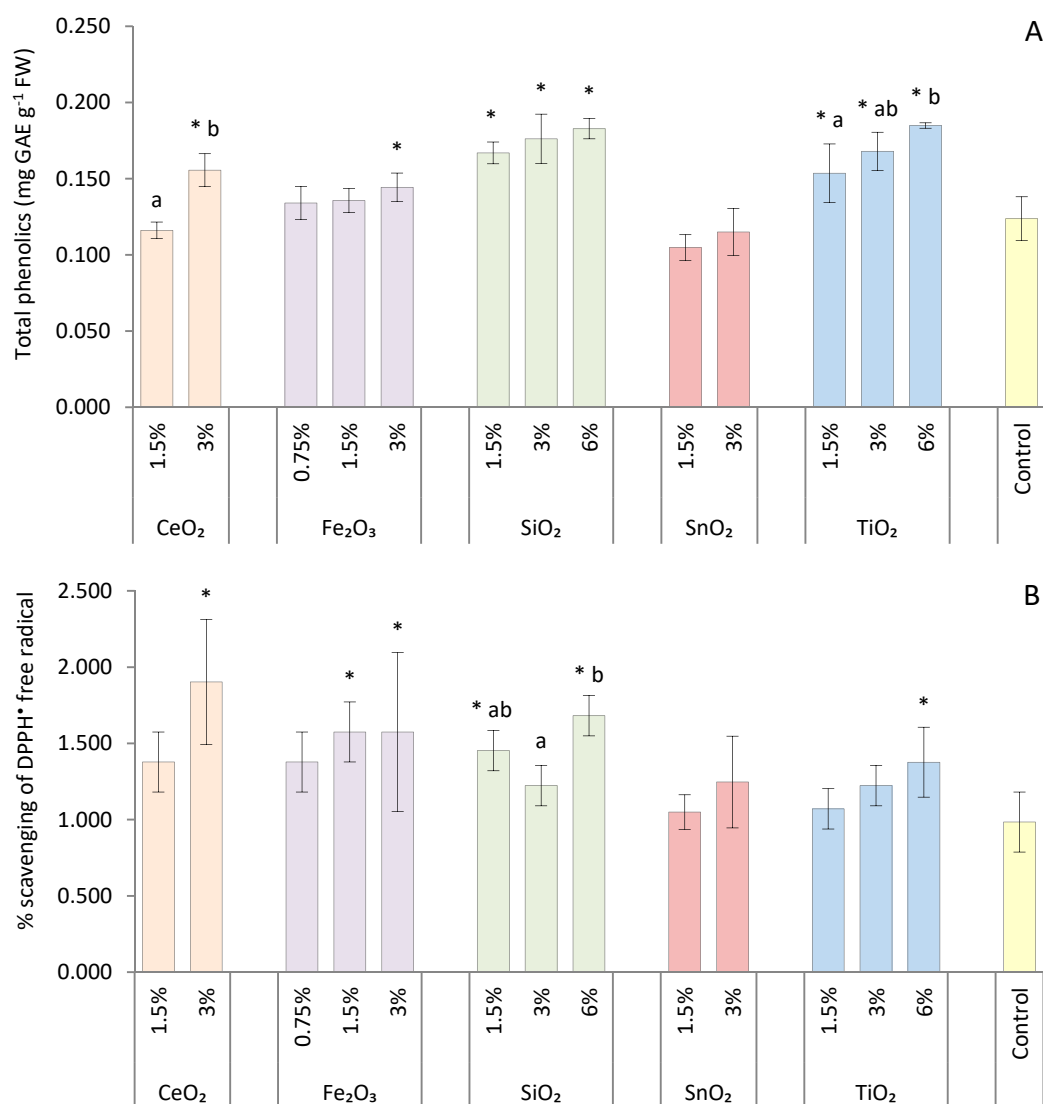 A
Total phenolics (mg GAE g⁻¹ FW)
0.250
0.200
0.150
0.100
0.050
0.000
a
* b
*
*
*
*
* a
* ab
* b
1.5%
3%
0.75%
1.5%
3%
1.5%
3%
6%
1.5%
3%
1.5%
3%
6%
Control
CeO₂
Fe₂O₃
SiO₂
SnO₂
TiO₂
B
% scavenging of DPPH• free radical
2.500
2.000
1.500
1.000
0.500
0.000
*
*
*
* ab
a
* b
*
1.5%
3%
0.75%
1.5%
3%
1.5%
3%
6%
1.5%
3%
1.5%
3%
6%
Control
CeO₂
Fe₂O₃
SiO₂
SnO₂
TiO₂